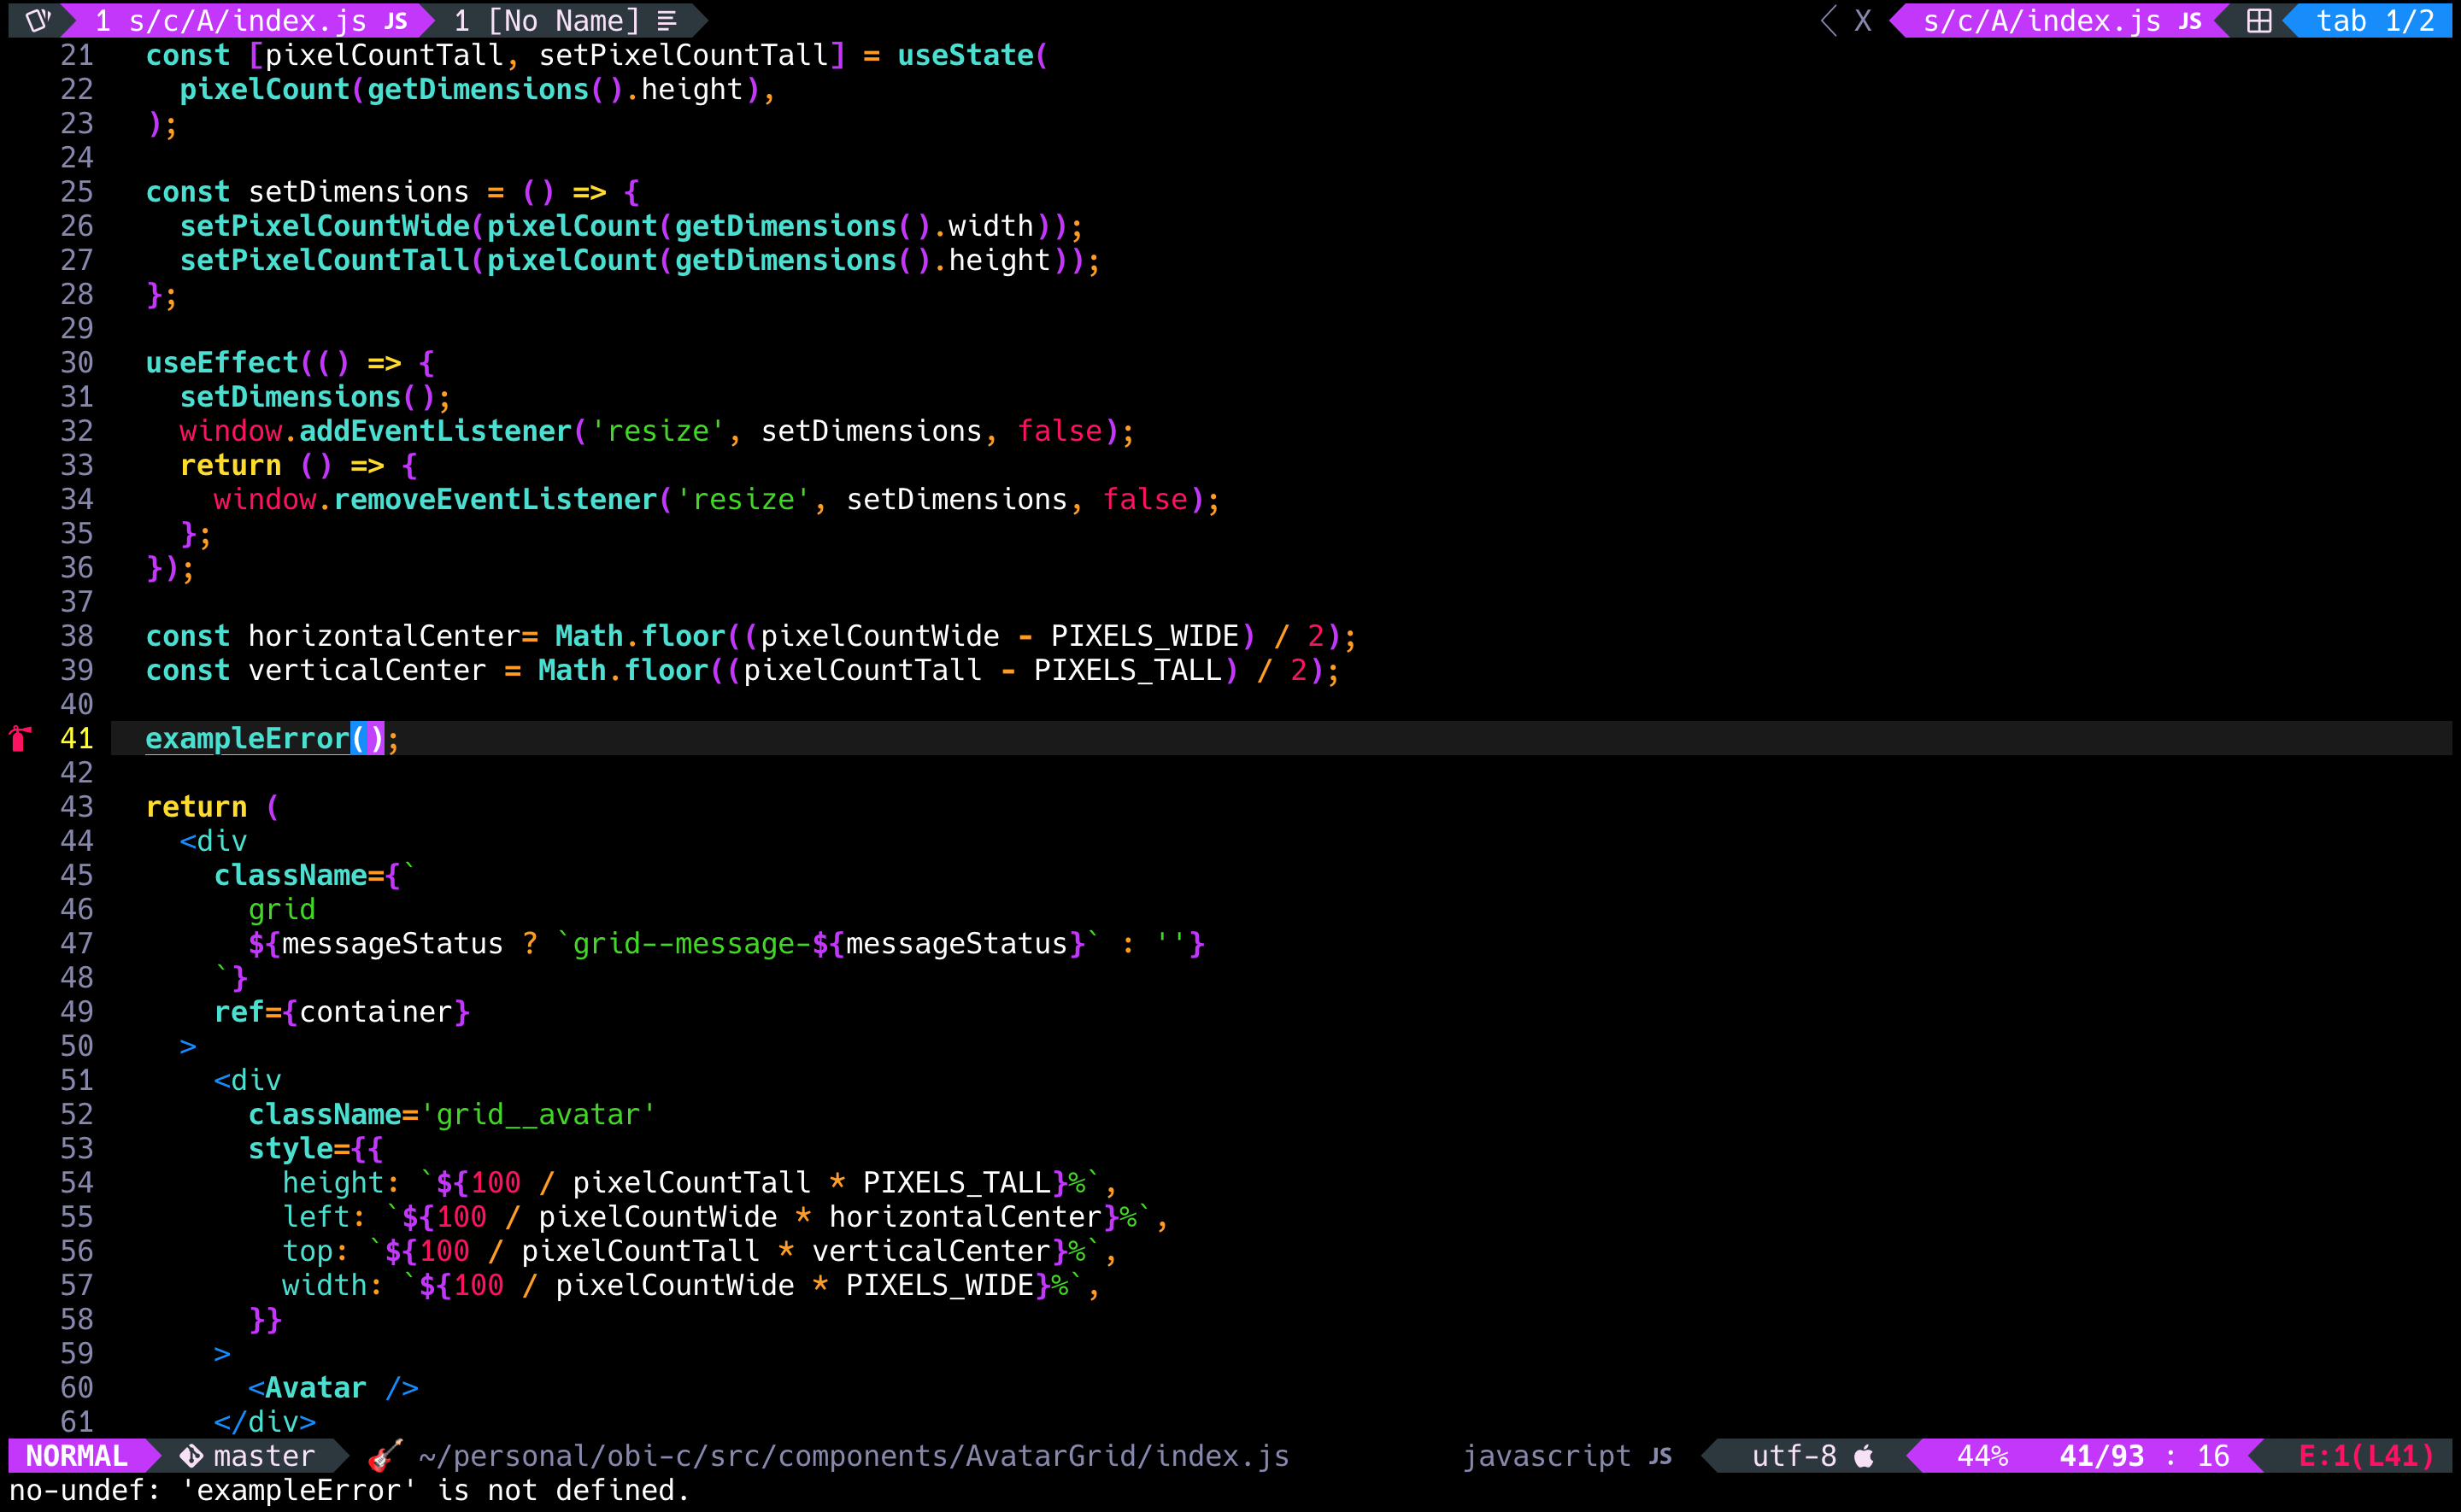 1 s/c/A/index.js JS 1 [No Name] X s/c/A/index.js JS tab 1/2
21 const [pixelCountTall, setPixelCountTall] = useState(
22 pixelCount(getDimensions().height),
23 );
24
25 const setDimensions = () => {
26 setPixelCountWide(pixelCount(getDimensions().width));
27 setPixelCountTall(pixelCount(getDimensions().height));
28 };
29
30 useEffect(() => {
31 setDimensions();
32 window.addEventListener('resize', setDimensions, false);
33 return () => {
34 window.removeEventListener('resize', setDimensions, false);
35 };
36 });
37
38 const horizontalCenter= Math.floor((pixelCountWide - PIXELS_WIDE) / 2);
39 const verticalCenter = Math.floor((pixelCountTall - PIXELS_TALL) / 2);
40
41 exampleError();
42
43 return (
44 <div
45 className={`
46 grid
47 ${messageStatus ? `grid--message-${messageStatus}` : ''}
48 `}
49 ref={container}
50 >
51 <div
52 className='grid__avatar'
53 style={{
54 height: `${100 / pixelCountTall * PIXELS_TALL}%`,
55 left: `${100 / pixelCountWide * horizontalCenter}%`,
56 top: `${100 / pixelCountTall * verticalCenter}%`,
57 width: `${100 / pixelCountWide * PIXELS_WIDE}%`,
58 }}
59 >
60 <Avatar />
61 </div>
NORMAL master ~/personal/obi-c/src/components/AvatarGrid/index.js javascript JS utf-8 44% 41/93 : 16 E:1(L41)
no-undef: 'exampleError' is not defined.